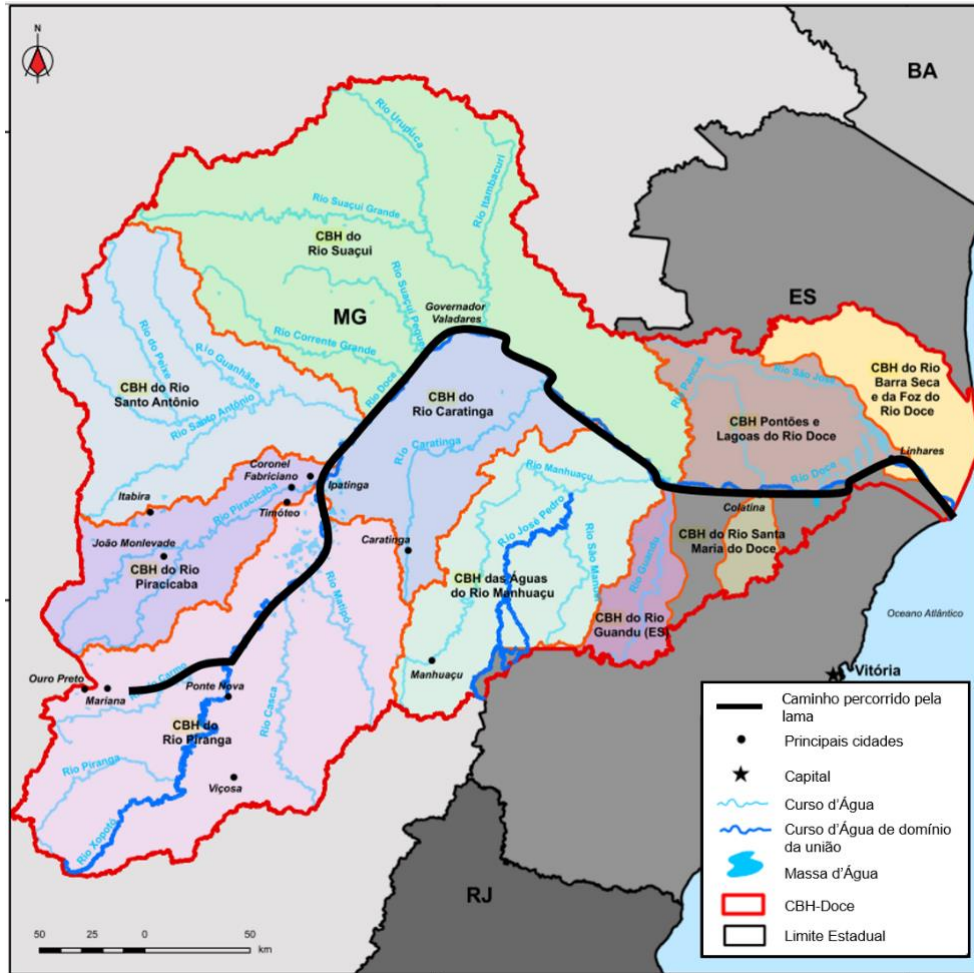 N
BA
Rio Urupuca
Rio Itambacuri
Rio Suaçui Grande
CBH do
Rio Suaçui
Rio Suaçui Peque
Governador
Valadares
MG
ES
Rio Corrente Grande
Rio do Peixe
Rio Guanhães
CBH do Rio
Santo Antônio
Rio Santo Antônio
Rio Doce
CBH do
Rio Caratinga
Rio Caratinga
Rio Pancas
Rio São José
CBH do Rio
Barra Seca
e da Foz do
Rio Doce
CBH Pontões e
Lagoas do Rio Doce
Linhares
Rio Doce
Coronel
Fabriciano
Ipatinga
Timóteo
Itabira
Rio Piracicaba
João Monlevade
CBH do Rio
Piracicaba
Caratinga
Rio Manhuaçu
Rio José Pedro
Rio São Manue
CBH das Águas
do Rio Manhuaçu
Manhuaçu
Colatina
CBH do Rio Santa
Maria do Doce
Rio Guandu
CBH do Rio
Guandu (ES)
Rio Matipó
Rio Casca
Ouro Preto
Mariana
Carmo
Ponte Nova
CBH do
Rio Piranga
Rio Piranga
Viçosa
Rio Xopotó
Oceano Atlântico
Vitória
RJ
Caminho percorrido pela
lama
Principais cidades
Capital
Curso d'Água
Curso d'Água de domínio
da união
Massa d'Água
CBH-Doce
Limite Estadual
50 25 0 50
km